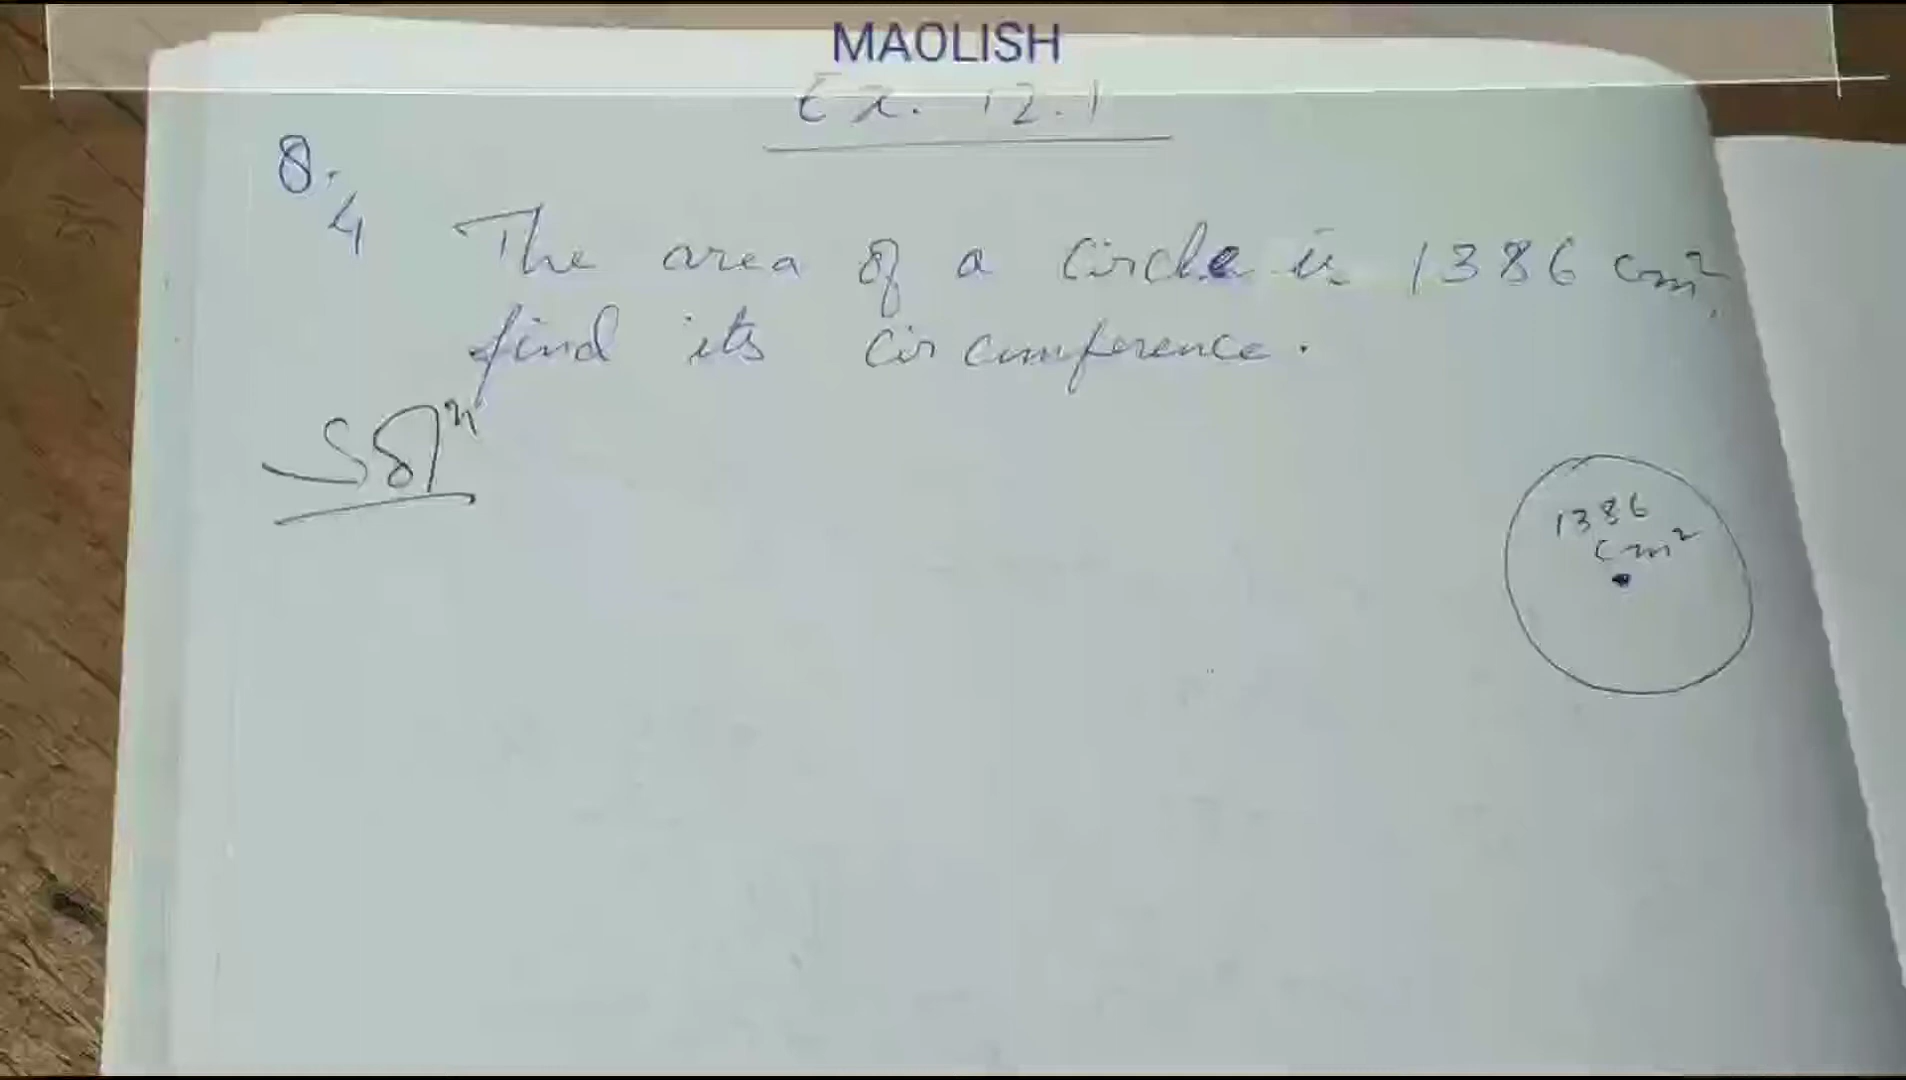 MAOLISH
Ex. 12.1
Q.4 The area of a circle is 1386 cm².
find its circumference.
Solⁿ
1386
cm²